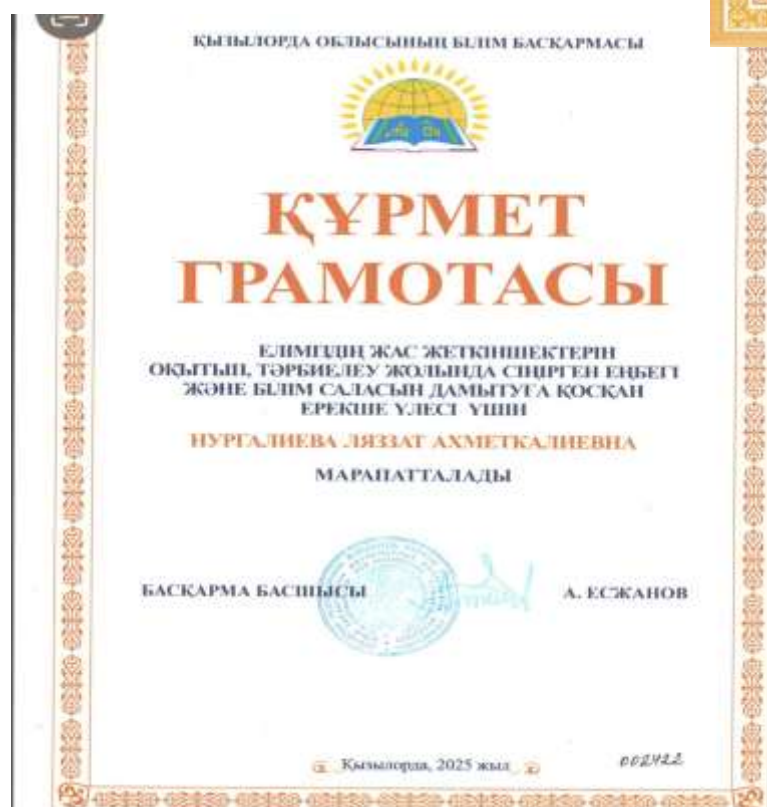 ҚЫЗЫЛОРДА ОБЛЫСЫНЫҢ БІЛІМ БАСҚАРМАСЫ
ҚҰРМЕТ
ГРАМОТАСЫ
ЕЛІМІЗДІҢ ЖАС ЖЕТКІНШЕКТЕРІН
ОҚЫТЫП, ТӘРБИЕЛЕУ ЖОЛЫНДА СІҢІРГЕН ЕҢБЕГІ
ЖӘНЕ БІЛІМ САЛАСЫН ДАМЫТУҒА ҚОСҚАН
ЕРЕКШЕ ҮЛЕСІ ҮШІН
НУРГАЛИЕВА ЛЯЗЗАТ АХМЕТКАЛИЕВНА
МАРАПАТТАЛАДЫ
БАСҚАРМА БАСШЫСЫ
А. ЕСЖАНОВ
Қызылорда, 2025 жыл
002422